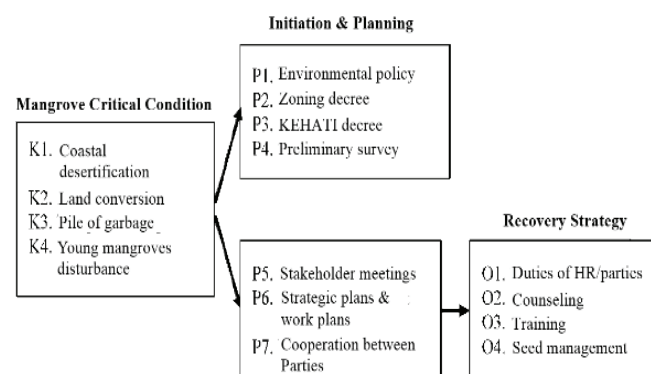 Initiation & Planning
P1. Environmental policy
P2. Zoning decree
P3. KEHATI decree
P4. Preliminary survey
Mangrove Critical Condition
K1. Coastal
desertification
K2. Land conversion
K3. Pile of garbage
K4. Young mangroves
disturbance
P5. Stakeholder meetings
P6. Strategic plans &
work plans
P7. Cooperation between
Parties
Recovery Strategy
O1. Duties of HR/parties
O2. Counseling
O3. Training
O4. Seed management